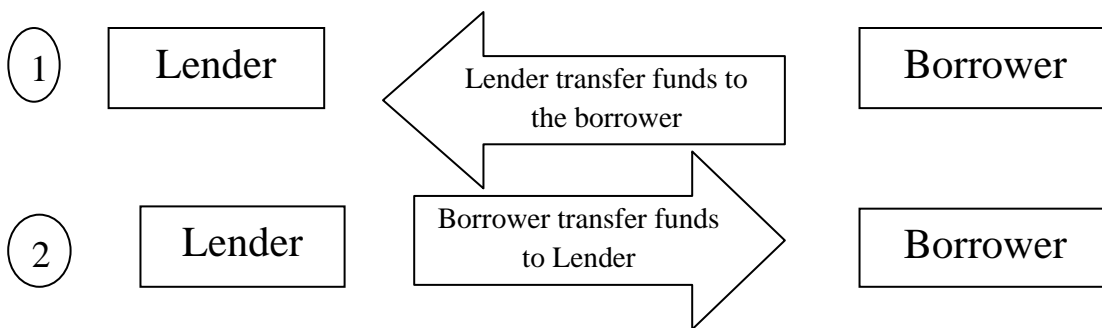 1
Lender
Lender transfer funds to
the borrower
Borrower
2
Lender
Borrower transfer funds
to Lender
Borrower